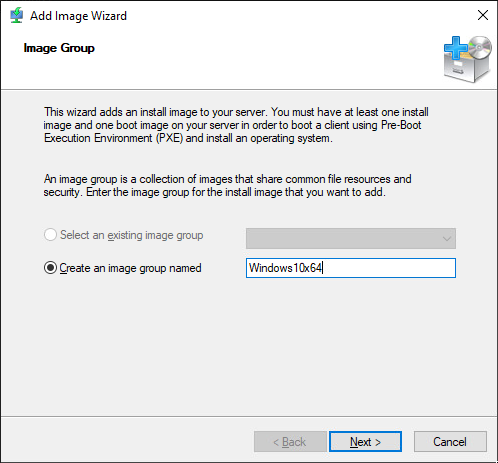 Add Image Wizard
Image Group
This wizard adds an install image to your server. You must have at least one install
image and one boot image on your server in order to boot a client using Pre-Boot
Execution Environment (PXE) and install an operating system.
An image group is a collection of images that share common file resources and
security. Enter the image group for the install image that you want to add.
Select an existing image group
Create an image group named Windows10x64
< Back Next > Cancel